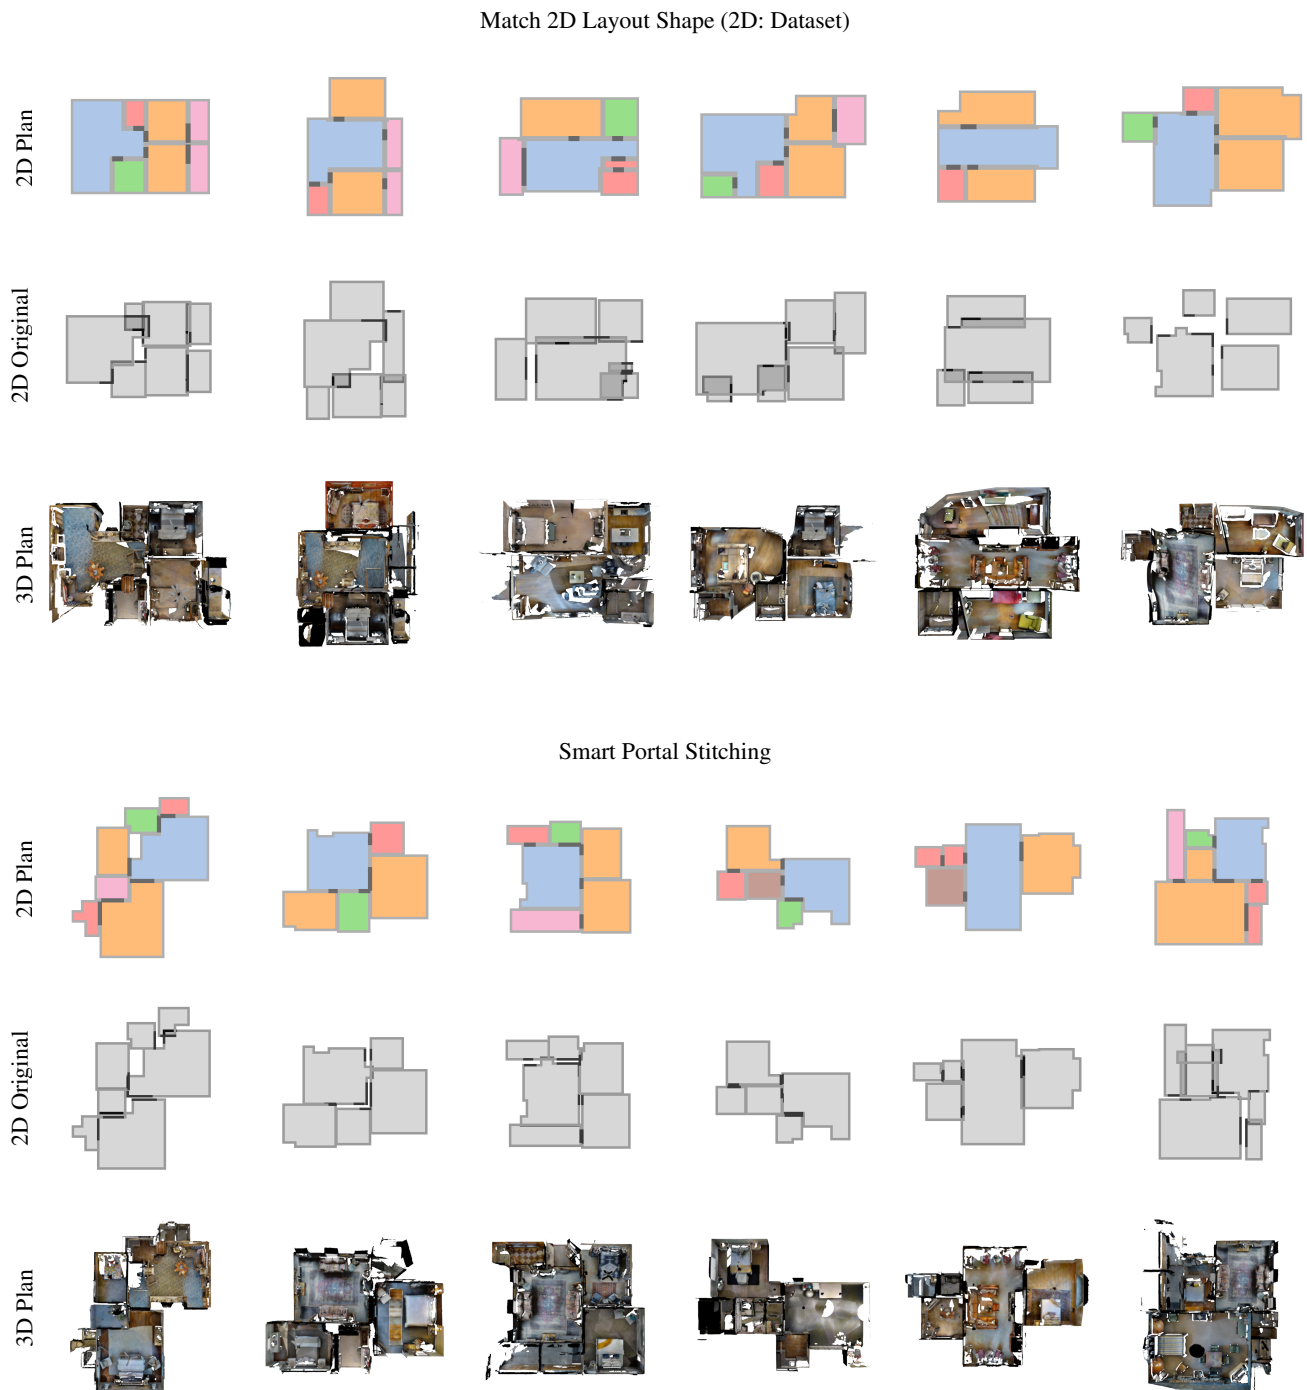 Match 2D Layout Shape (2D: Dataset)
2D Plan
2D Original
3D Plan
Smart Portal Stitching
2D Plan
2D Original
3D Plan